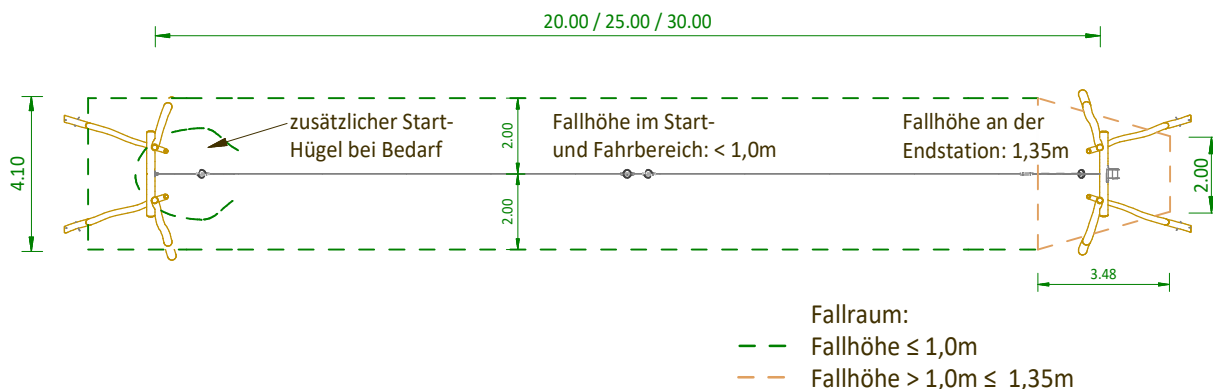 20.00 / 25.00 / 30.00
zusätzlicher Start-
Hügel bei Bedarf
2.00
Fallhöhe im Start-
und Fahrbereich: < 1,0m
Fallhöhe an der
Endstation: 1,35m
4.10
2.00
2.00
3.48
Fallraum:
Fallhöhe ≤ 1,0m
Fallhöhe > 1,0m ≤ 1,35m